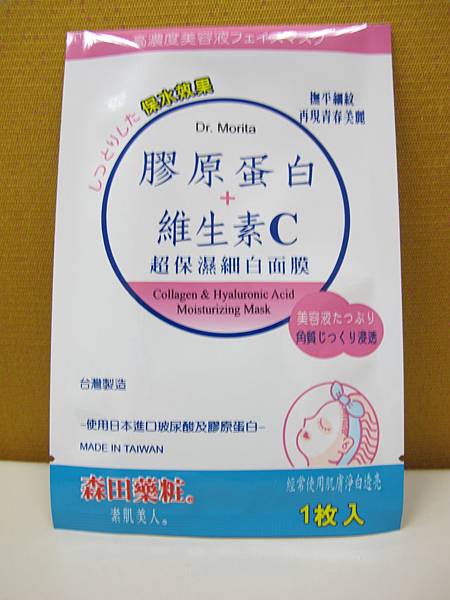 高濃度美容液フェイスマスク
しっとりした 保水效果
撫平細紋
再現青春美麗
Dr. Morita
膠原蛋白
+
維生素C
超保濕細白面膜
Collagen & Hyaluronic Acid
Moisturizing Mask
美容液たっぷり
角質じっくり浸透
台灣製造
–使用日本進口玻尿酸及膠原蛋白–
MADE IN TAIWAN
森田藥粧®
素肌美人®
經常使用肌膚淨白透亮
1枚入